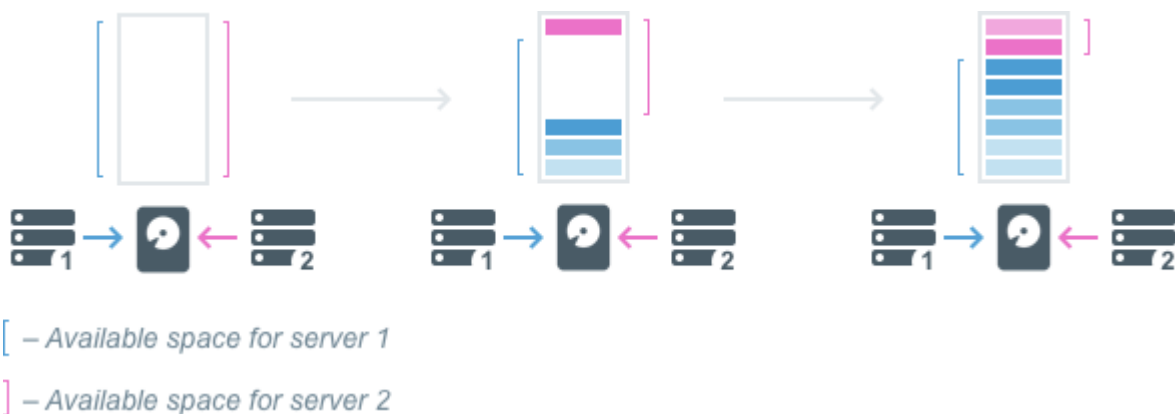 1 2 1 2 1 2
[ – Available space for server 1
] – Available space for server 2